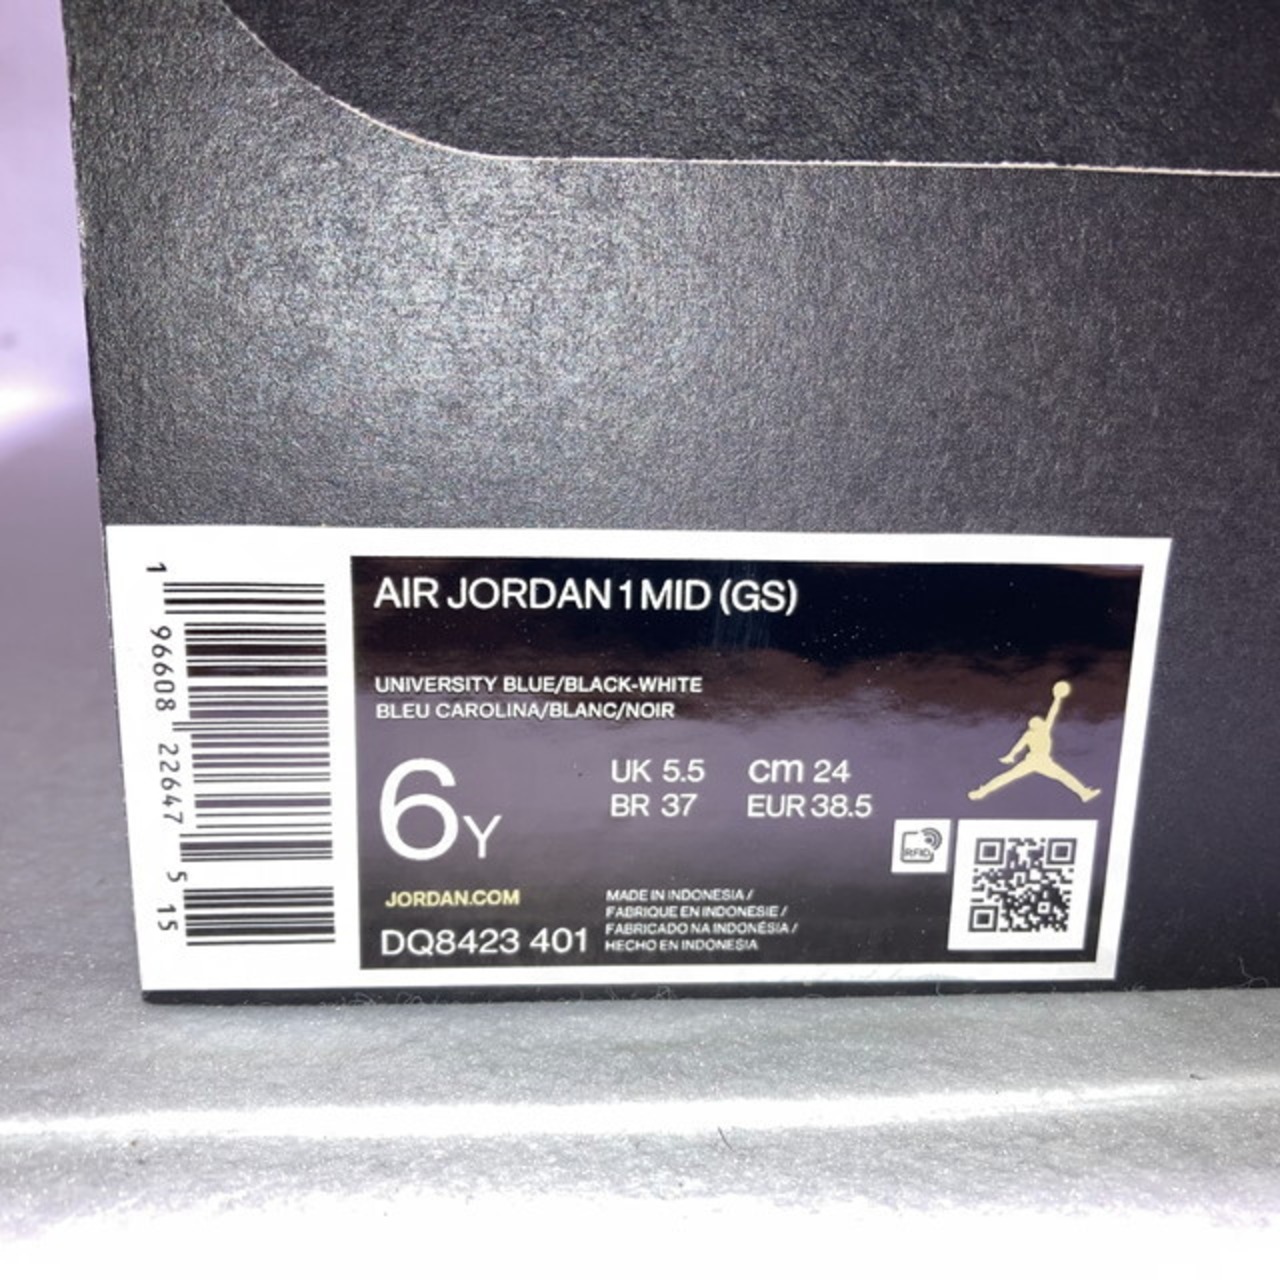 AIR JORDAN 1 MID (GS)
UNIVERSITY BLUE/BLACK-WHITE
BLEU CAROLINA/BLANC/NOIR
6Y
UK 5.5 cm 24
BR 37 EUR 38.5
RFID
JORDAN.COM
DQ8423 401
MADE IN INDONESIA /
FABRIQUE EN INDONESIE /
FABRICADO NA INDONÉSIA /
HECHO EN INDONESIA
1 96608 22647 5 15